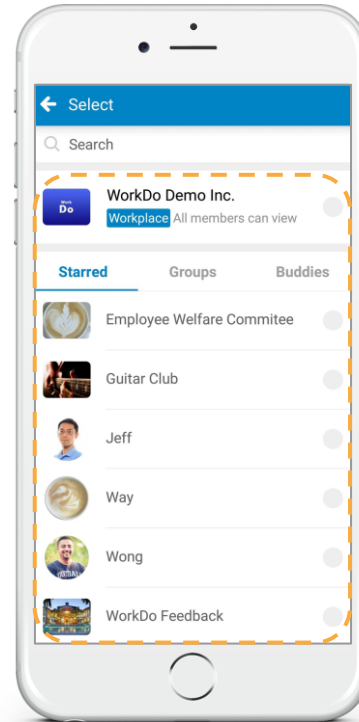 Select
Search
Work
Do
WorkDo Demo Inc.
Workplace All members can view
Starred Groups Buddies
Employee Welfare Commitee
Guitar Club
Jeff
Way
Wong
WorkDo Feedback